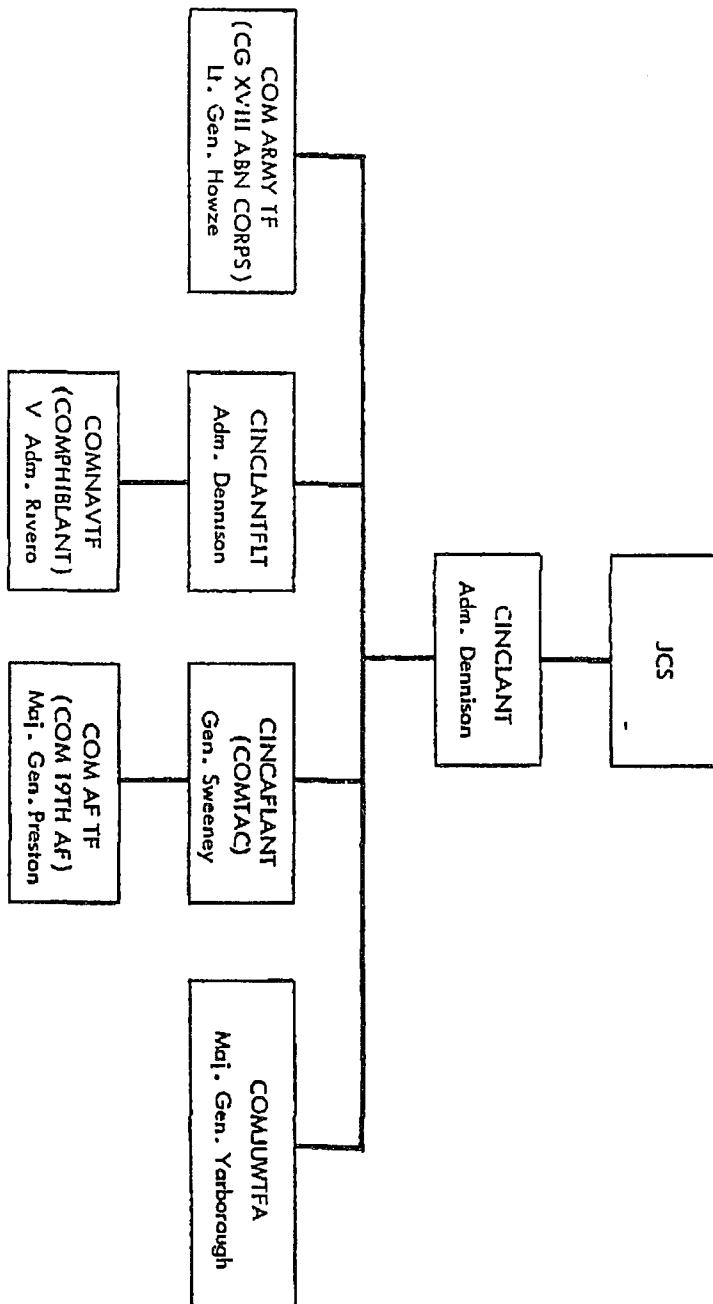 JCS
CINCLANT
Adm. Dennison
COM ARMY TF
(CG XVIII ABN CORPS)
Lt. Gen. Howze
CINCLANTFLT
Adm. Dennison
CINCAFLANT
(COMTAC)
Gen. Sweeney
COMJUWTFA
Maj. Gen. Yarborough
COMNAVTF
(COMPHIBLANT)
V Adm. Rivero
COM AF TF
(COM 19TH AF)
Maj. Gen. Preston